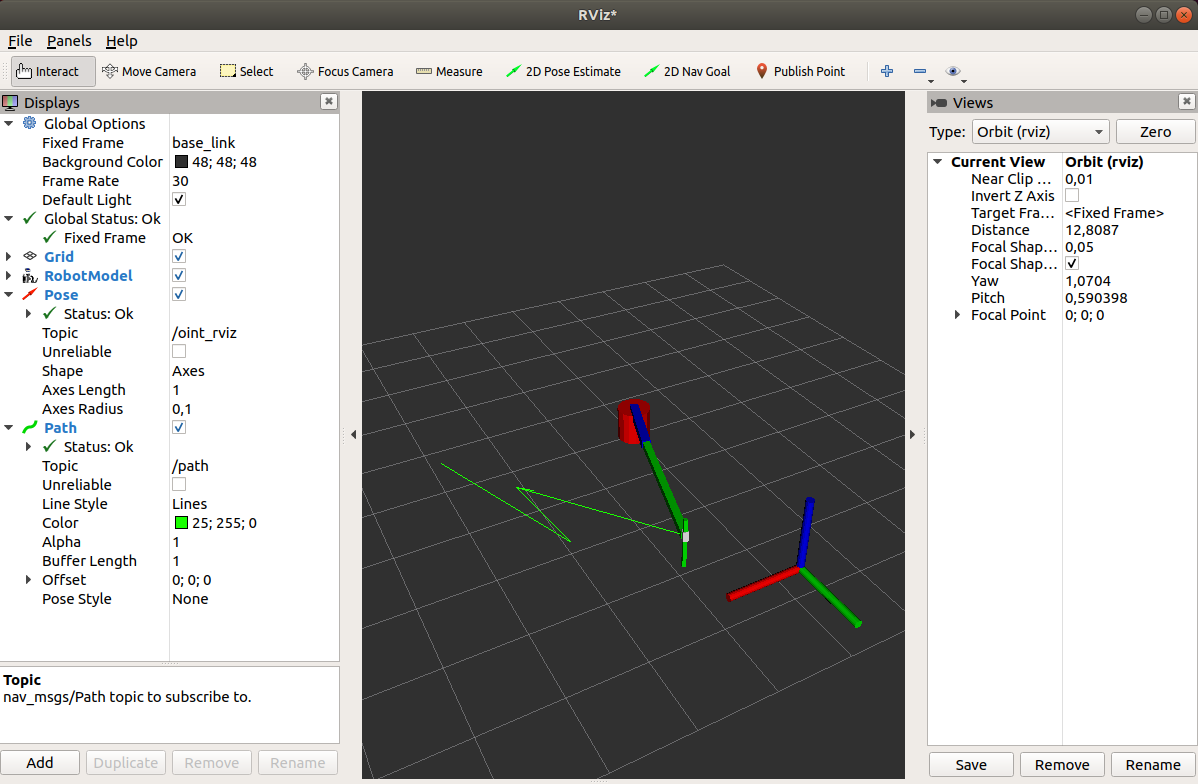 RViz*
File Panels Help
Interact Move Camera Select Focus Camera Measure 2D Pose Estimate 2D Nav Goal Publish Point
Displays
Global Options
Fixed Frame base_link
Background Color 48; 48; 48
Frame Rate 30
Default Light
Global Status: Ok
Fixed Frame OK
Grid
RobotModel
Pose
Status: Ok
Topic /oint_rviz
Unreliable
Shape Axes
Axes Length 1
Axes Radius 0,1
Path
Status: Ok
Topic /path
Unreliable
Line Style Lines
Color 25; 255; 0
Alpha 1
Buffer Length 1
Offset 0; 0; 0
Pose Style None
Topic
nav_msgs/Path topic to subscribe to.
Add Duplicate Remove Rename
Views
Type: Orbit (rviz) Zero
Current View Orbit (rviz)
Near Clip ... 0,01
Invert Z Axis
Target Fra... <Fixed Frame>
Distance 12,8087
Focal Shap... 0,05
Focal Shap...
Yaw 1,0704
Pitch 0,590398
Focal Point 0; 0; 0
Save Remove Rename